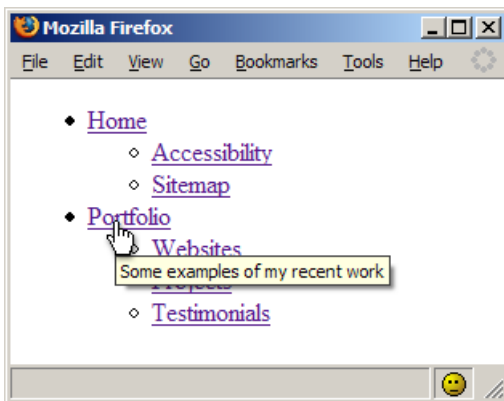 Mozilla Firefox
File Edit View Go Bookmarks Tools Help
Home
Accessibility
Sitemap
Portfolio
Websites
Some examples of my recent work
Projects
Testimonials